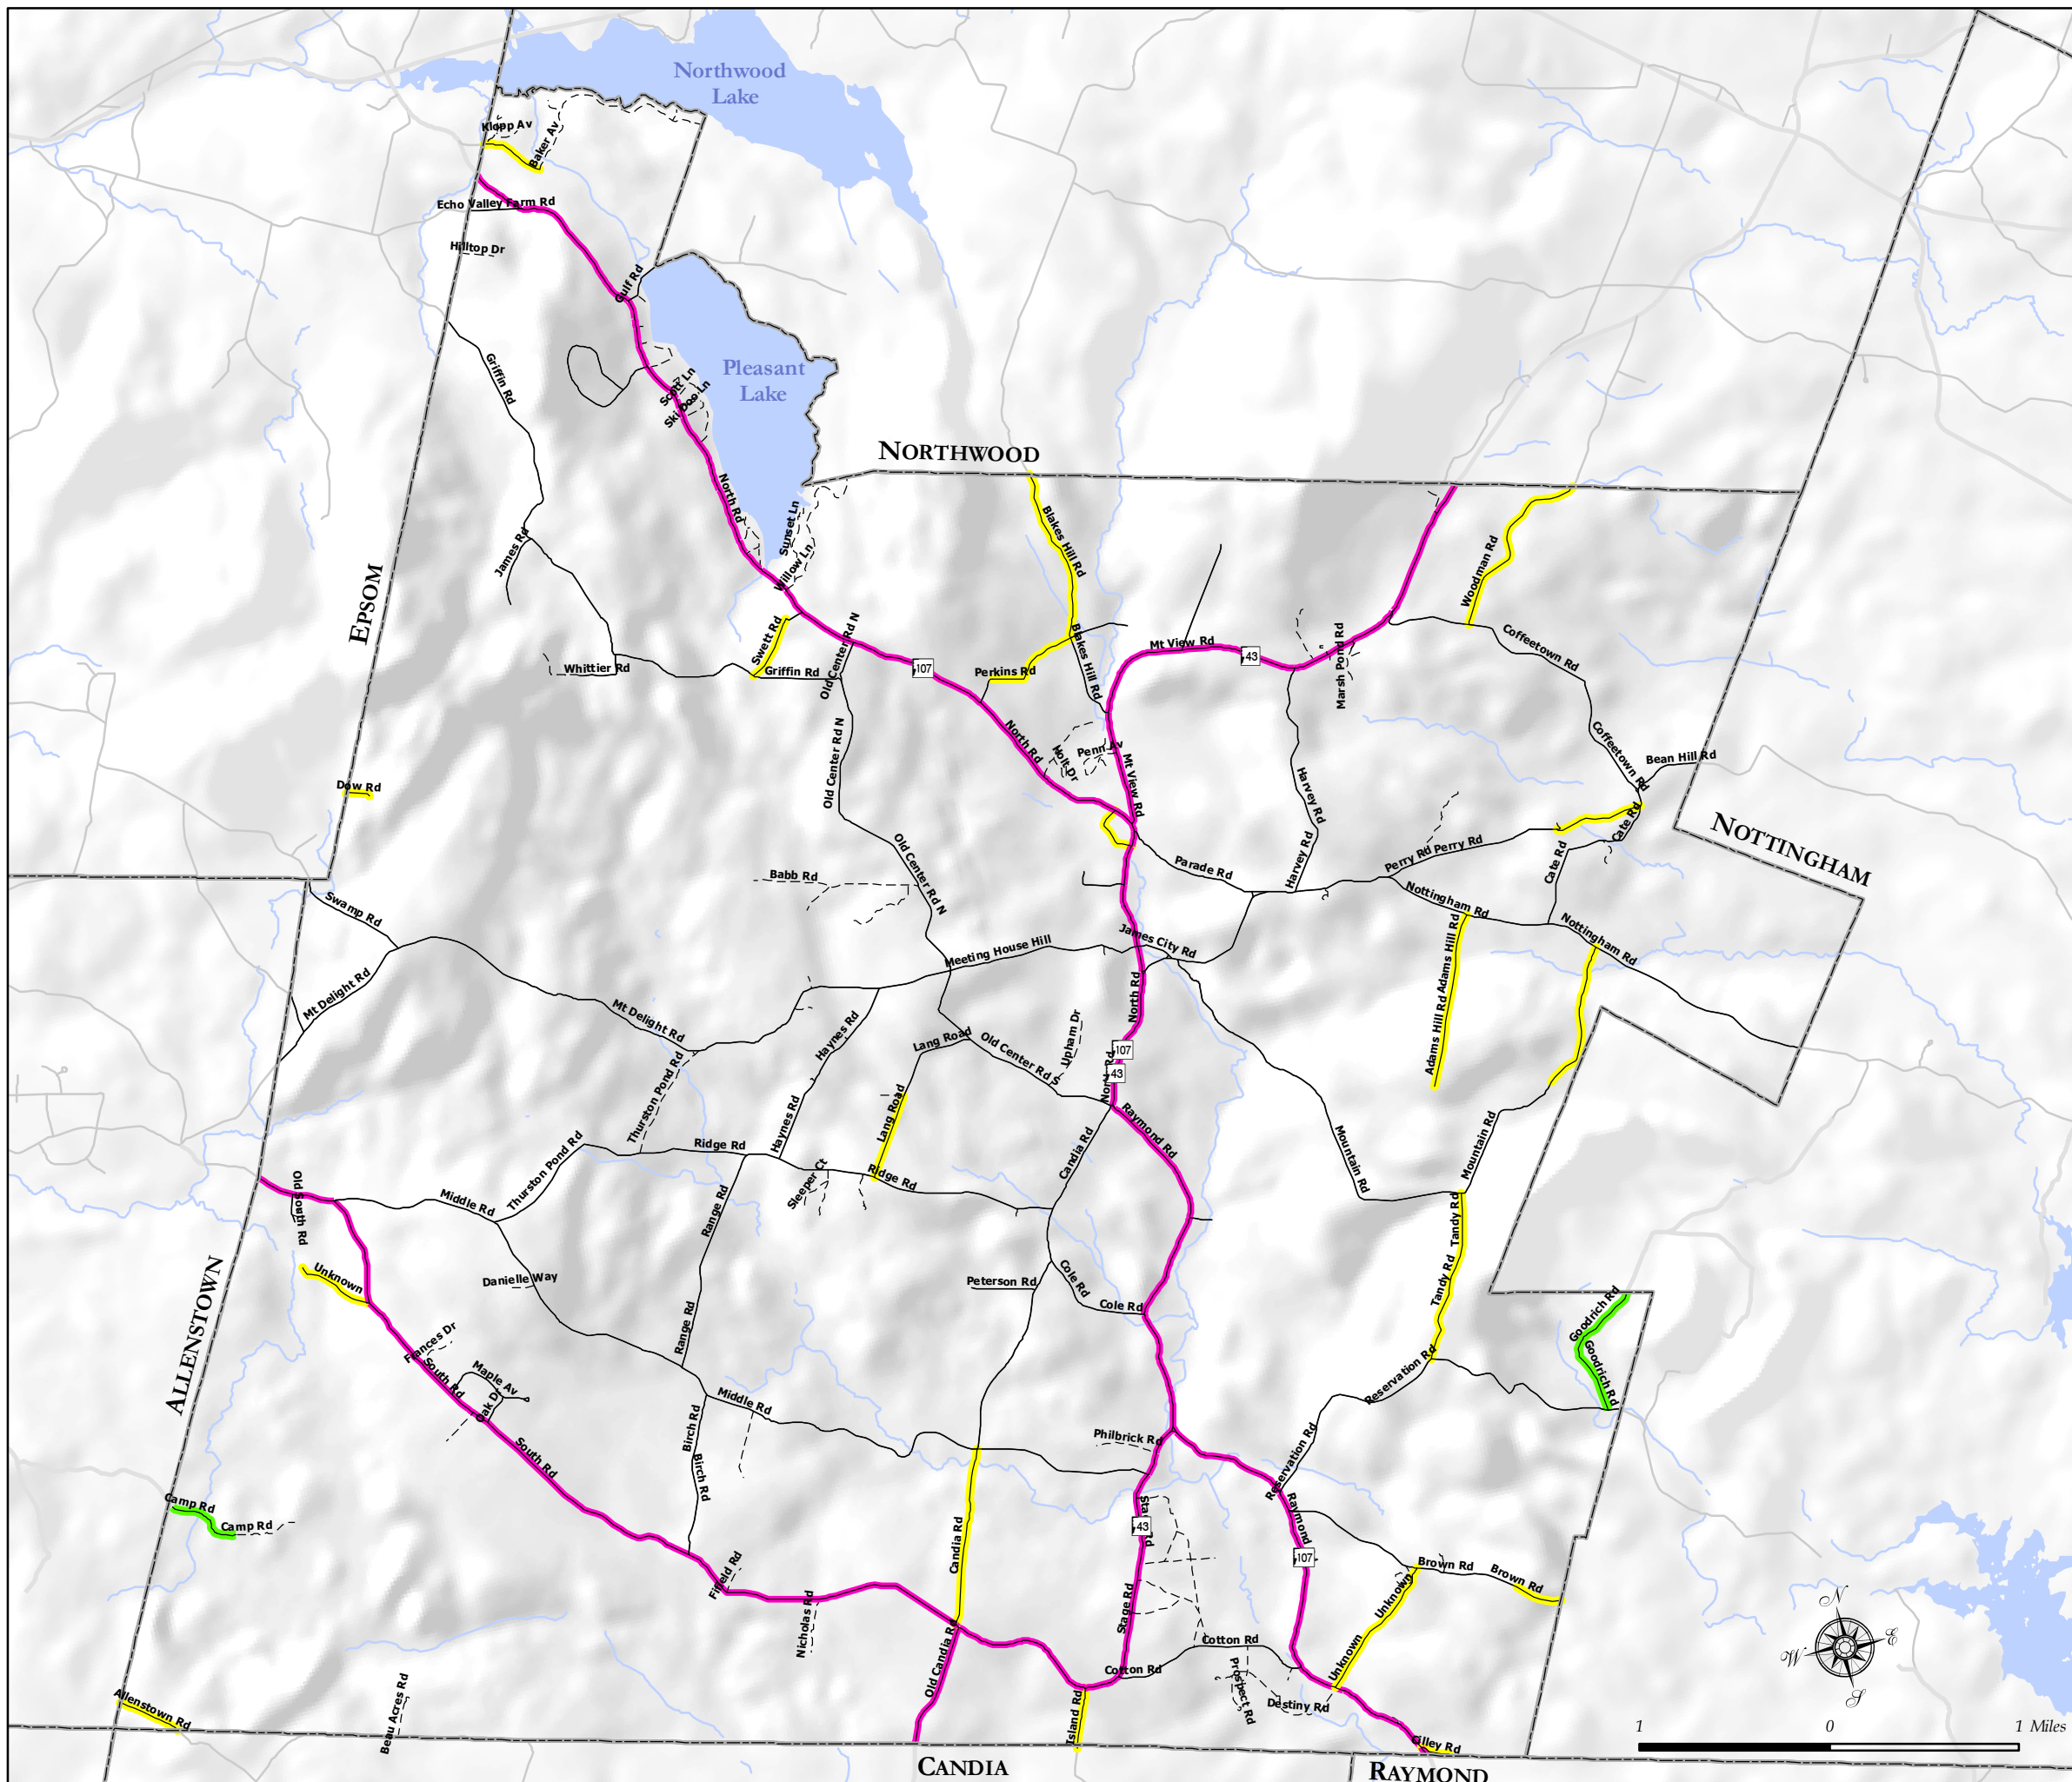 Northwood
Lake
Klopp Av
Baker Av
Echo Valley Farm Rd
Hilltop Dr
Gulf Rd
Pleasant
Lake
Griffin Rd
Scott Ln
Ski Doo Ln
NORTHWOOD
North Rd
Sunset Ln
Blakes Hill Rd
James Rd
Willow Ln
Woodman Rd
EPSOM
Swett Rd
Old Center Rd N
Blakes Hill Rd
Mt View Rd
43
Marsh Pond Rd
Coffeetown Rd
Whittier Rd
Griffin Rd
107
Perkins Rd
Old Center Rd N
North Rd
Holt Dr
Penn Av
Mt View Rd
Harvey Rd
Coffeetown Rd
Bean Hill Rd
Dow Rd
Cate Rd
NOTTINGHAM
Old Center Rd N
Parade Rd
Harvey Rd
Perry Rd
Perry Rd
Cate Rd
Babb Rd
Swamp Rd
Nottingham Rd
Nottingham Rd
Meeting House Hill
James City Rd
Adams Hill Rd
Adams Hill Rd
Mt Delight Rd
Mt Delight Rd
North Rd
Haynes Rd
Lang Road
Old Center Rd S
Upham Dr
107
43
North Rd
Thurston Pond Rd
Haynes Rd
Lang Road
Raymond Rd
Candia Rd
Mountain Rd
Mountain Rd
Thurston Pond Rd
Ridge Rd
Sleeper Ct
Ridge Rd
Old South Rd
Middle Rd
Range Rd
Tandy Rd
ALLENSTOWN
Unknown
Danielle Way
Peterson Rd
Cole Rd
Cole Rd
Tandy Rd
Goodrich Rd
Goodrich Rd
Range Rd
Frances Dr
South Rd
Maple Av
Oak Dr
Reservation Rd
Middle Rd
Birch Rd
Birch Rd
South Rd
Philbrick Rd
Reservation Rd
Camp Rd
Camp Rd
Stage Rd
43
Raymond
107
Candia Rd
Brown Rd
Brown Rd
Unknown
Unknown
Fifield Rd
Nicholas Rd
Stage Rd
Old Candia Rd
Cotton Rd
Cotton Rd
Prospect Rd
Destiny Rd
Island Rd
Cilley Rd
Allenstown Rd
Beau Acres Rd
N
W
E
S
1
0
1 Miles
CANDIA
RAYMOND